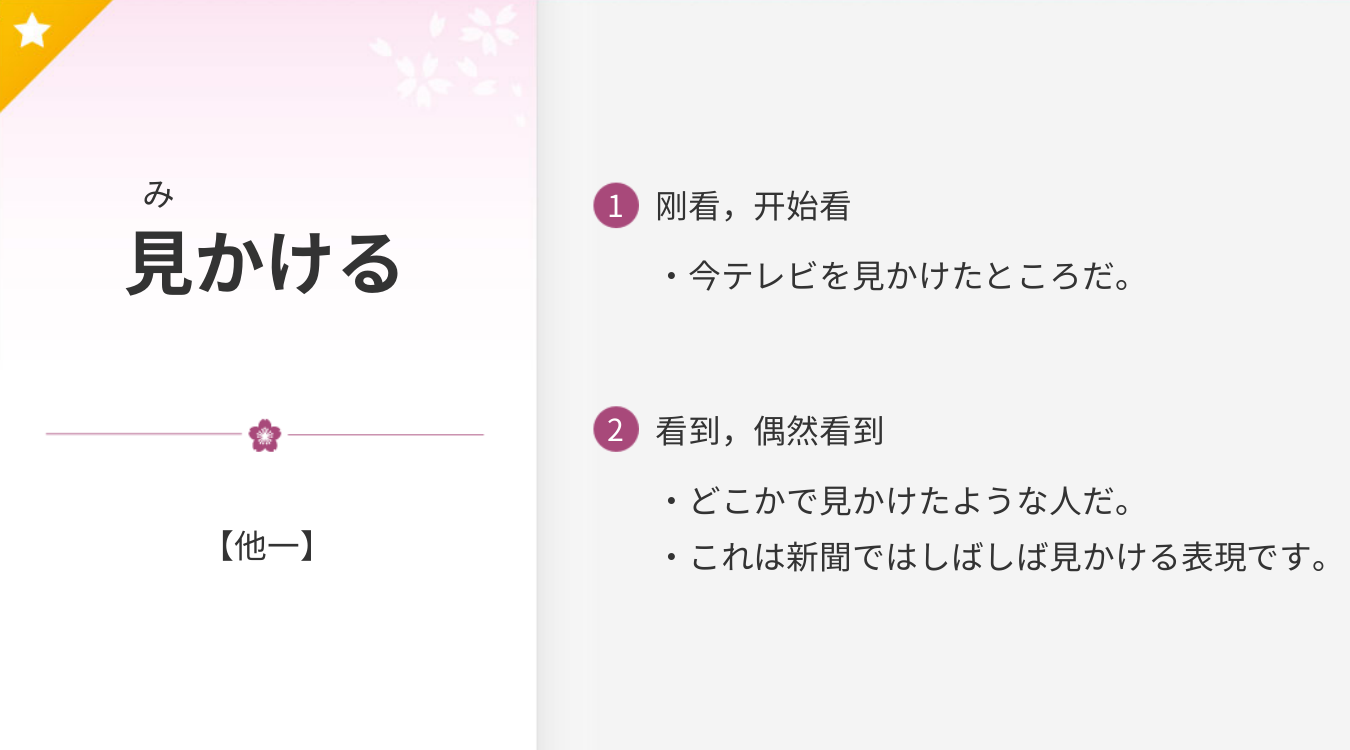 み
見かける
【他一】
1 刚看，开始看
・今テレビを見かけたところだ。
2 看到，偶然看到
・どこかで見かけたような人だ。
・これは新聞ではしばしば見かける表現です。